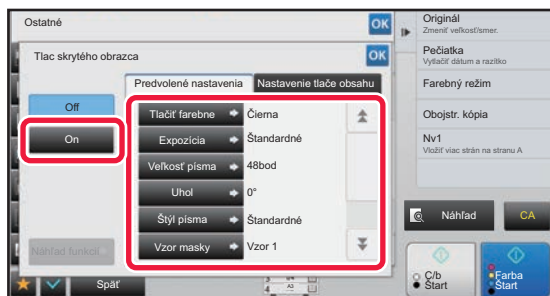 Ostatné
OK
Tlac skrytého obrazca
OK
Predvolené nastavenia
Nastavenie tlače obsahu
Off
On
Tlačiť farebne
Čierna
Expozícia
Štandardné
Veľkosť písma
48bod
Uhol
0°
Štýl písma
Štandardné
Vzor masky
Vzor 1
Náhľad funkcií
Späť
Originál
Zmeniť veľkosť/smer.
Pečiatka
Vytlačiť dátum a razítko
Farebný režim
Obojstr. kópia
Nv1
Vložiť viac strán na stranu A
Náhľad
CA
Č/b
Štart
Farba
Štart